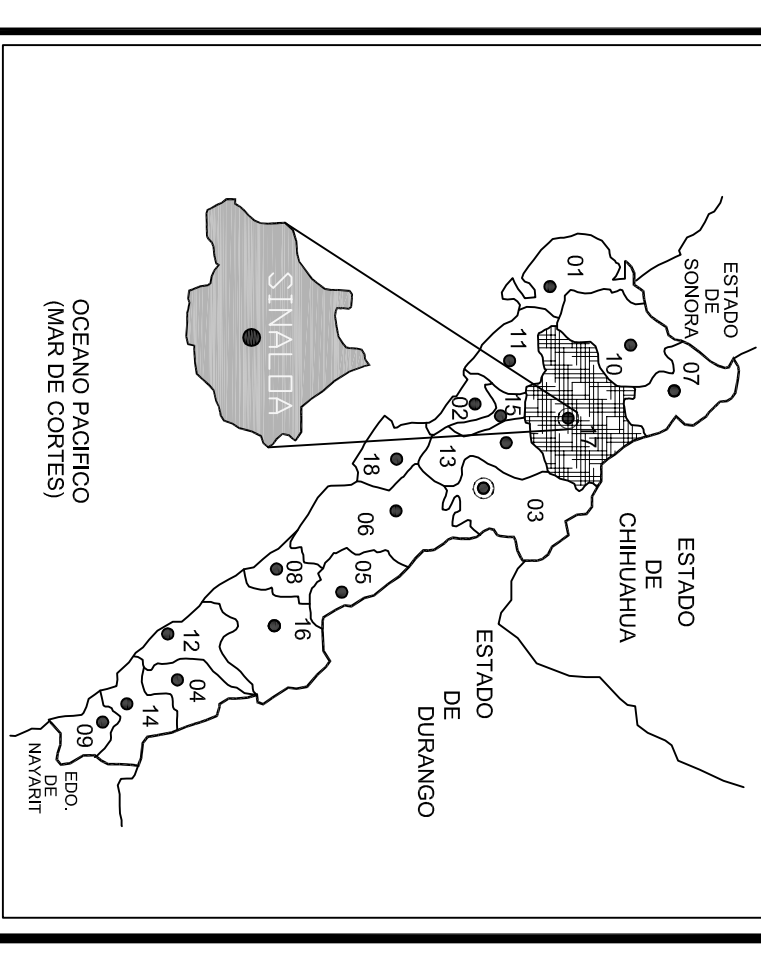 ESTADO
DE
SONORA
01
10
07
11
17
15
02
13
18
03
06
08
05
16
12
04
14
09
SINALOA
ESTADO
DE
CHIHUAHUA
ESTADO
DE
DURANGO
OCEANO PACIFICO
(MAR DE CORTES)
EDO.
DE
NAYARIT